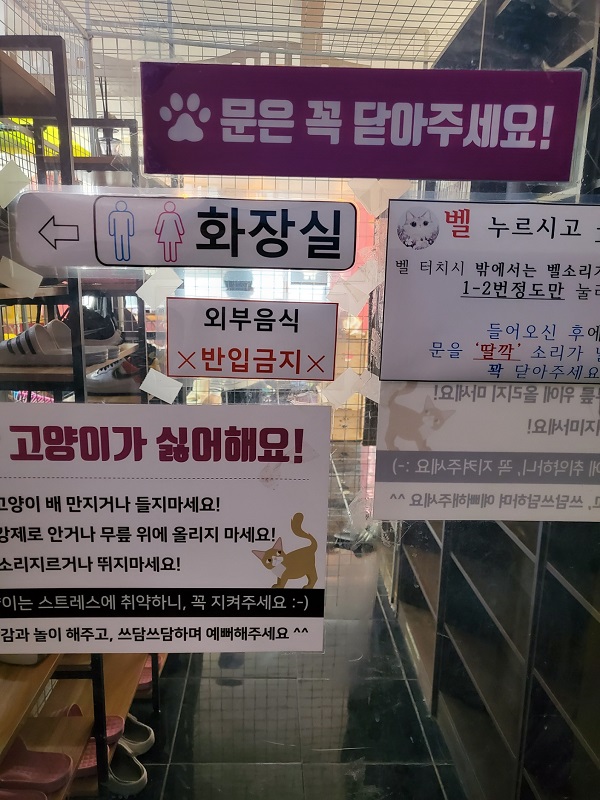 문은 꼭 닫아주세요!
화장실
벨 누르시고
벨 터치시 밖에서는 벨소리가
1-2번정도만
외부음식
×반입금지×
들어오신 후에
문을 '딸깍' 소리가
꽉 닫아주세요
고양이가 싫어해요!
고양이 배 만지거나 들지마세요!
강제로 안거나 무릎 위에 올리지 마세요!
소리지르거나 뛰지마세요!
스트레스에 취약하니, 꼭 지켜주세요 :-)
놀이 해주고, 쓰담쓰담하며 예뻐해주세요 ^^